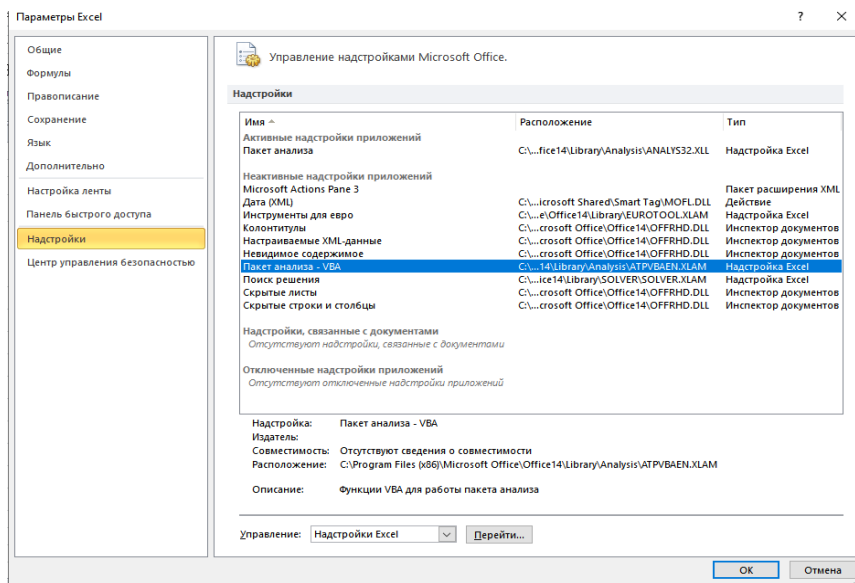 Параметры Excel
?
Общие
Формулы
Правописание
Сохранение
Язык
Дополнительно
Настройка ленты
Панель быстрого доступа
Надстройки
Центр управления безопасностью
Управление надстройками Microsoft Office.
Надстройки
Имя Расположение Тип
Активные надстройки приложений
Пакет анализа C:\...fice14\Library\Analysis\ANALYS32.XLL Надстройка Excel
Неактивные надстройки приложений
Microsoft Actions Pane 3 Пакет расширения XML
Дата (XML) C:\...icrosoft Shared\Smart Tag\MOFL.DLL Действие
Инструменты для евро C:\...e\Office14\Library\EUROTOOL.XLAM Надстройка Excel
Колонтитулы C:\...crosoft Office\Office14\OFFRHD.DLL Инспектор документов
Настраиваемые XML-данные C:\...crosoft Office\Office14\OFFRHD.DLL Инспектор документов
Невидимое содержимое C:\...crosoft Office\Office14\OFFRHD.DLL Инспектор документов
Пакет анализа - VBA C:\...14\Library\Analysis\ATPVBAEN.XLAM Надстройка Excel
Поиск решения C:\...ice14\Library\SOLVER\SOLVER.XLAM Надстройка Excel
Скрытые листы C:\...crosoft Office\Office14\OFFRHD.DLL Инспектор документов
Скрытые строки и столбцы C:\...crosoft Office\Office14\OFFRHD.DLL Инспектор документов
Надстройки, связанные с документами
Отсутствуют надстройки, связанные с документами
Отключенные надстройки приложений
Отсутствуют отключенные надстройки приложений
Надстройка: Пакет анализа - VBA
Издатель:
Совместимость: Отсутствуют сведения о совместимости
Расположение: C:\Program Files (x86)\Microsoft Office\Office14\Library\Analysis\ATPVBAEN.XLAM
Описание: Функции VBA для работы пакета анализа
Управление: Надстройки Excel Перейти...
ОК Отмена